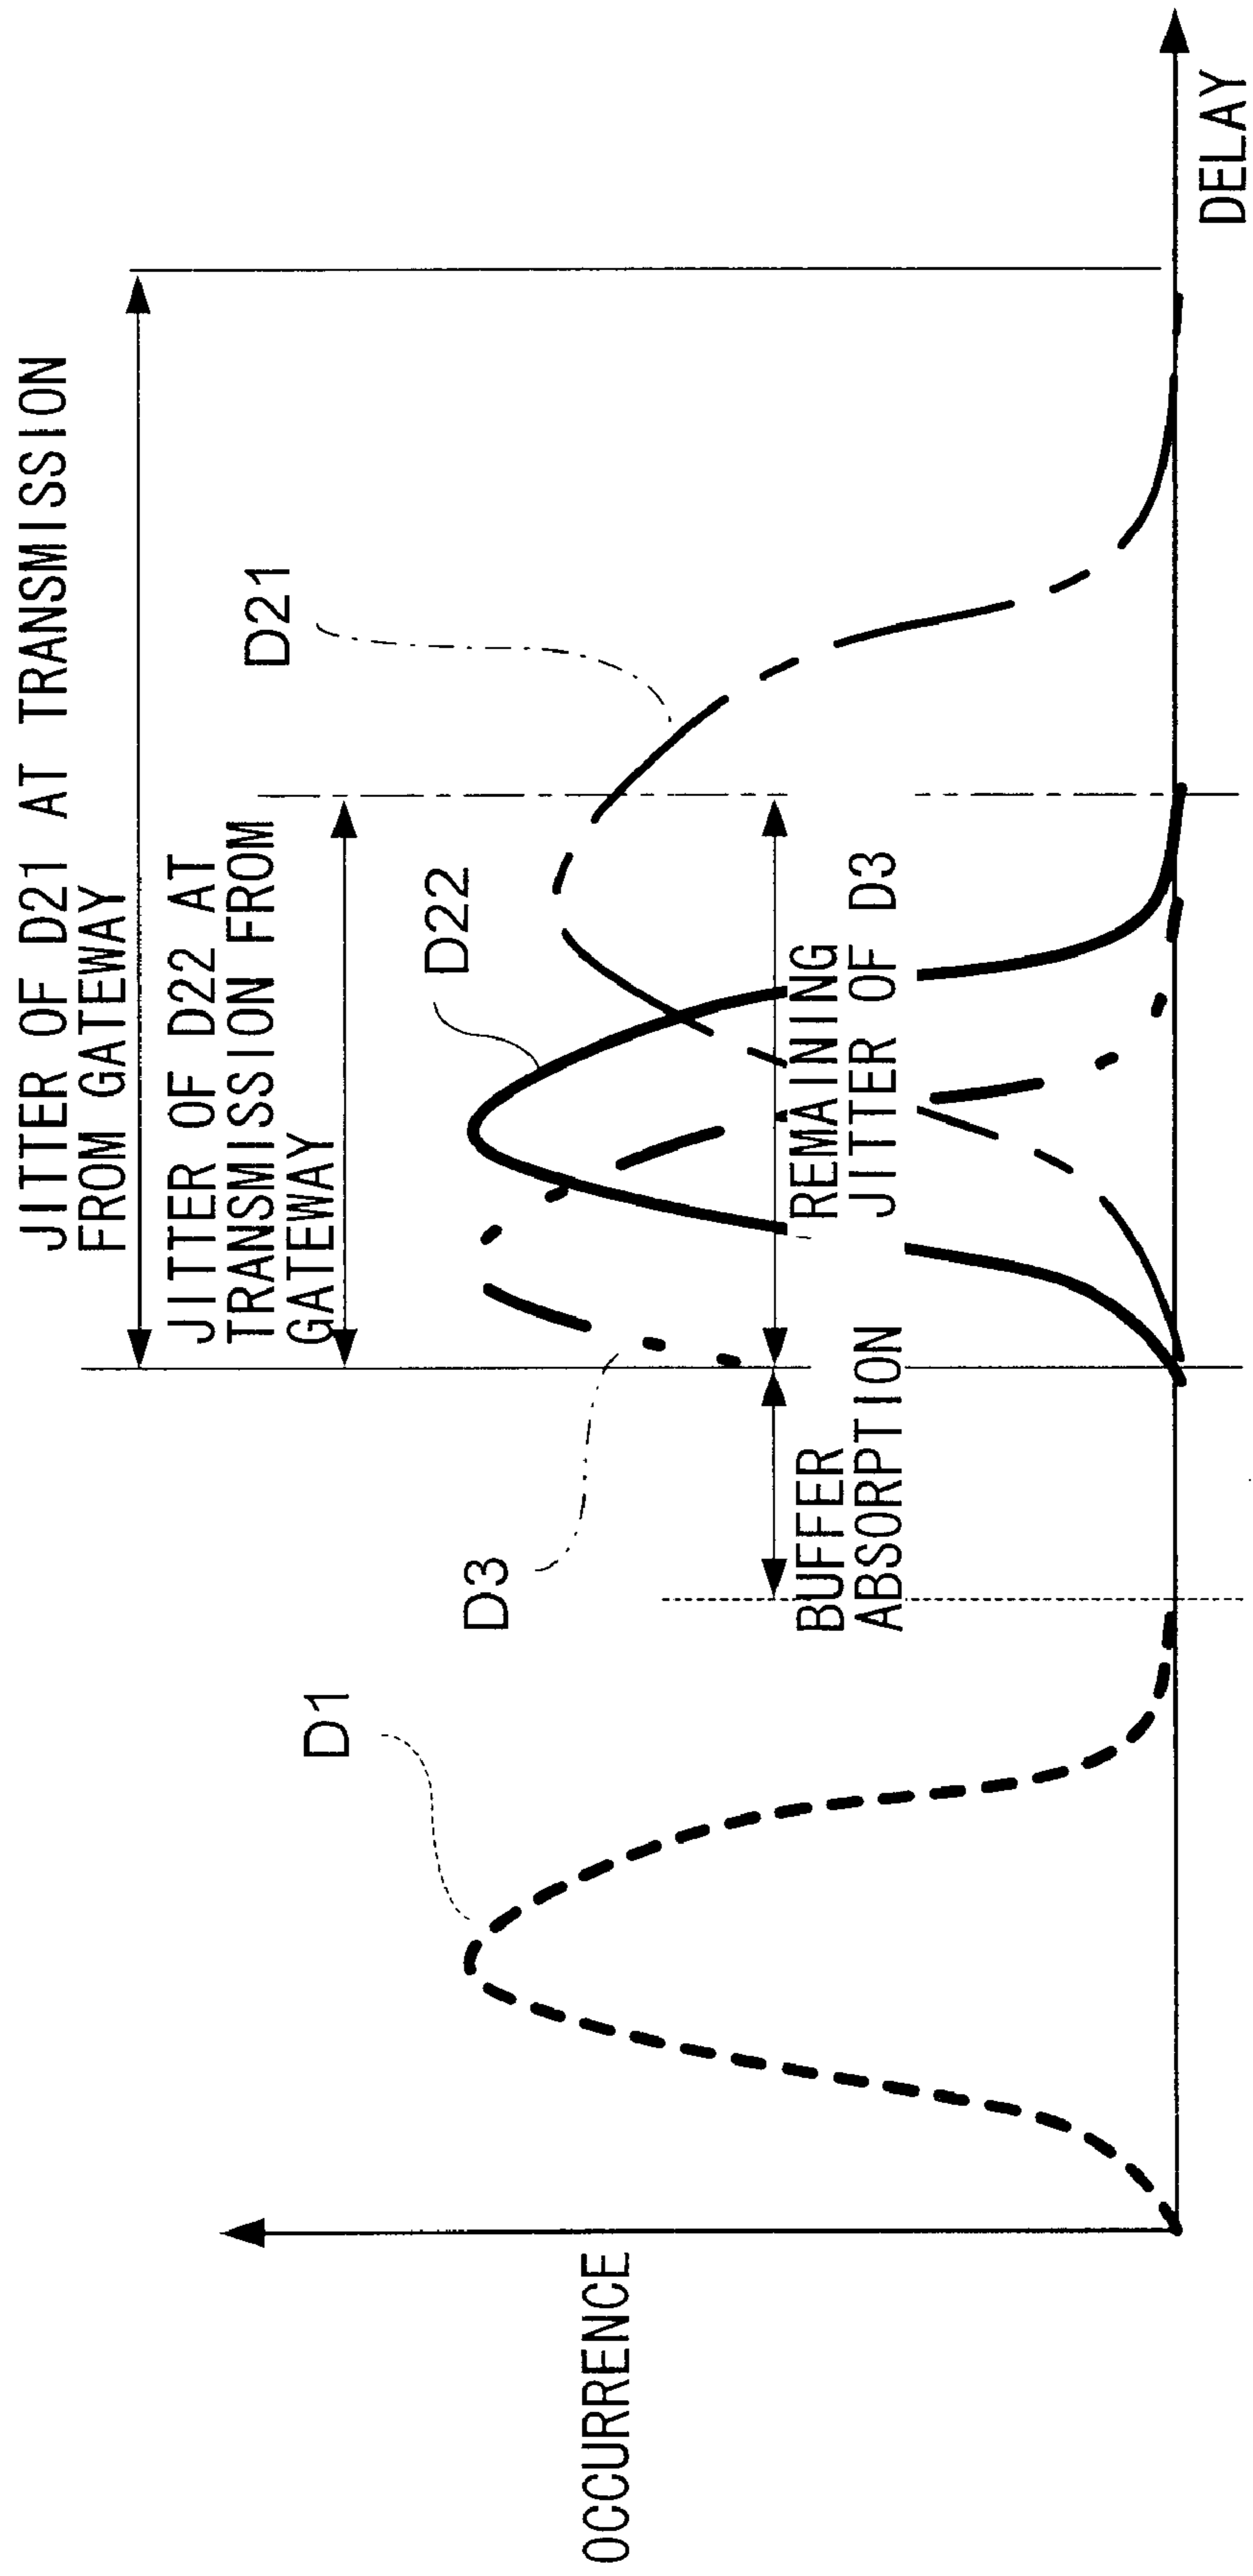 JITTER OF D21 AT TRANSMISSION
FROM GATEWAY
JITTER OF D22 AT
TRANSMISSION FROM
GATEWAY
D21
D1
D22
D3
OCCURRENCE
REMAINING
JITTER OF D3
BUFFER
ABSORPTION
DELAY